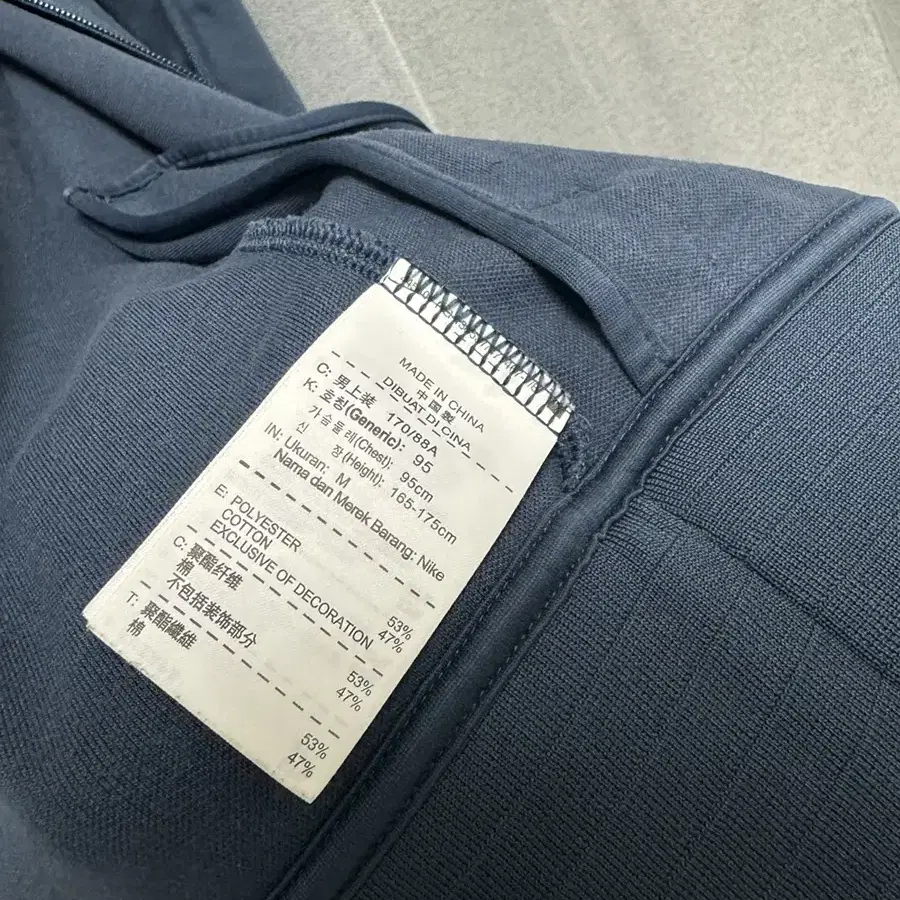 MADE IN CHINA
中国製
DIBUAT DI CINA
C: 男上装 170/88A
K: 호칭(Generic): 95
가슴둘레(Chest): 95cm
신 장(Height): 165-175cm
IN: Ukuran: M
Nama dan Merek Barang: Nike
E: POLYESTER 53%
COTTON 47%
EXCLUSIVE OF DECORATION
C: 聚酯纤维 53%
棉 47%
不包括装饰部分
T: 聚酯纖維 53%
棉 47%